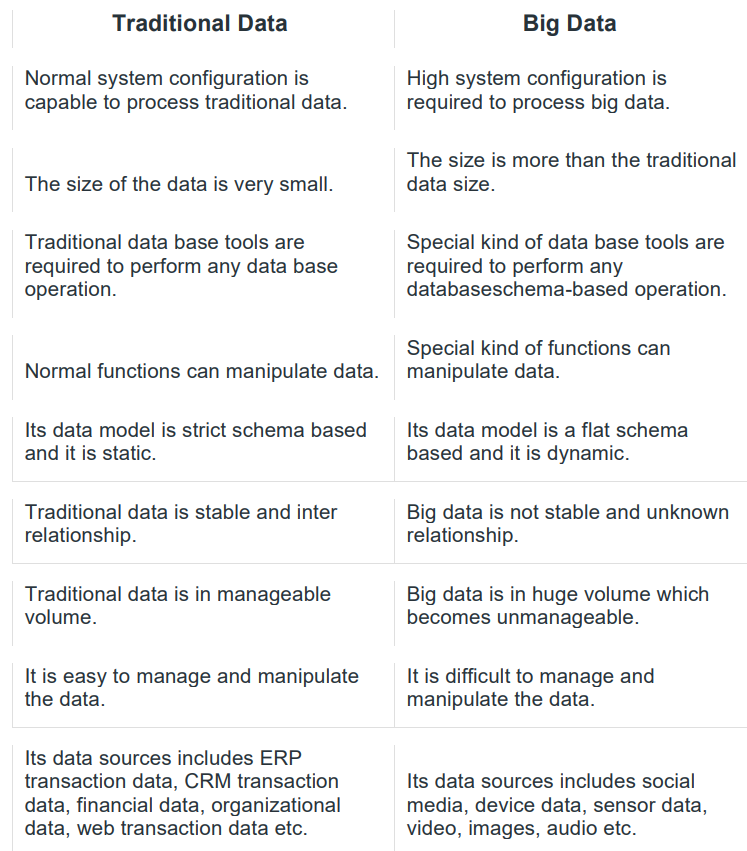 Traditional Data
Big Data
Normal system configuration is
capable to process traditional data.
High system configuration is
required to process big data.
The size of the data is very small.
The size is more than the traditional
data size.
Traditional data base tools are
required to perform any data base
operation.
Special kind of data base tools are
required to perform any
databaseschema-based operation.
Normal functions can manipulate data.
Special kind of functions can
manipulate data.
Its data model is strict schema based
and it is static.
Its data model is a flat schema
based and it is dynamic.
Traditional data is stable and inter
relationship.
Big data is not stable and unknown
relationship.
Traditional data is in manageable
volume.
Big data is in huge volume which
becomes unmanageable.
It is easy to manage and manipulate
the data.
It is difficult to manage and
manipulate the data.
Its data sources includes ERP
transaction data, CRM transaction
data, financial data, organizational
data, web transaction data etc.
Its data sources includes social
media, device data, sensor data,
video, images, audio etc.